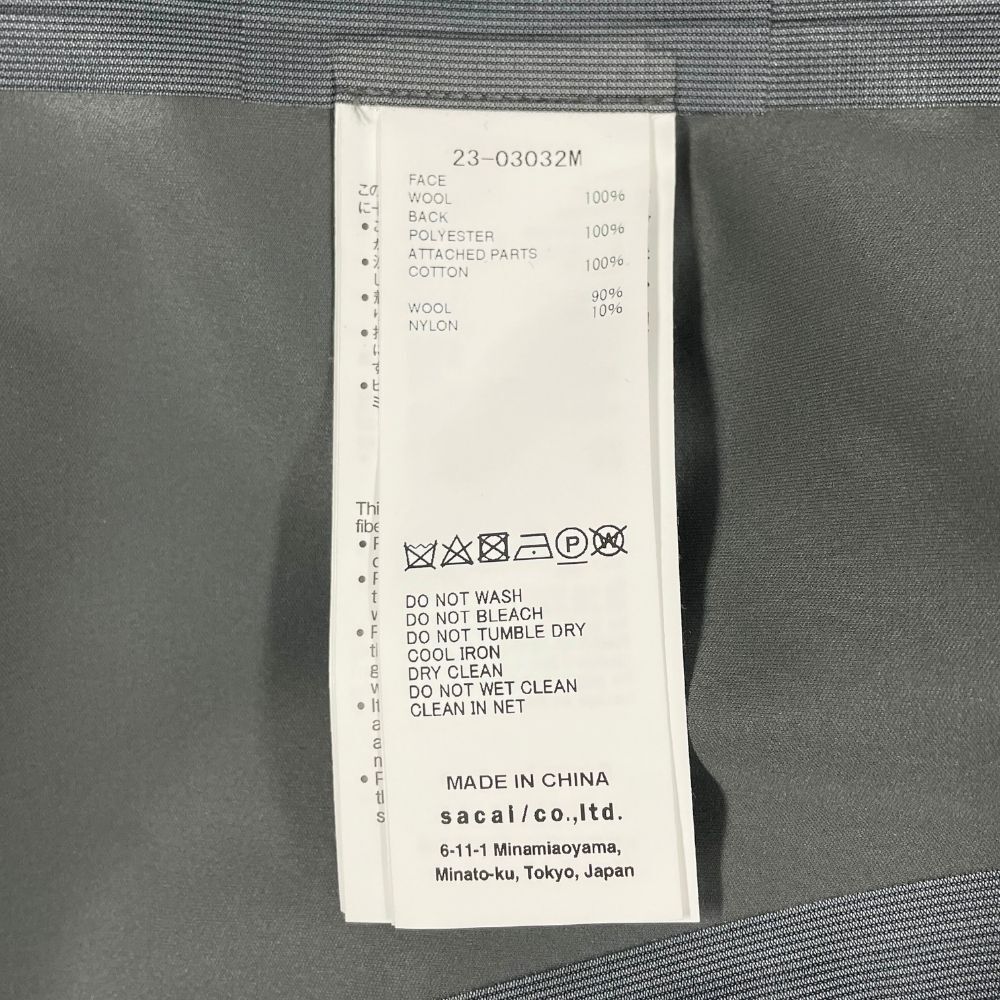 23-03032M
FACE
WOOL 100%
BACK
POLYESTER 100%
ATTACHED PARTS
COTTON 100%
WOOL 90%
NYLON 10%
P W
DO NOT WASH
DO NOT BLEACH
DO NOT TUMBLE DRY
COOL IRON
DRY CLEAN
DO NOT WET CLEAN
CLEAN IN NET
MADE IN CHINA
sacai/co.,ltd.
6-11-1 Minamiaoyama,
Minato-ku, Tokyo, Japan